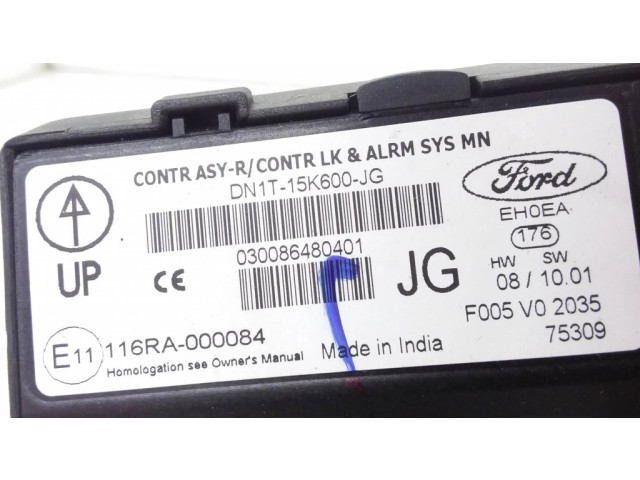 CONTR ASY-R/CONTR LK & ALRM SYS MN
DN1T-15K600-JG
Ford
EH0EA
176
030086480401
UP
CE
JG
HW SW
08 / 10.01
F005 V0 2035
75309
E11 116RA-000084
Homologation see Owner's Manual
Made in India